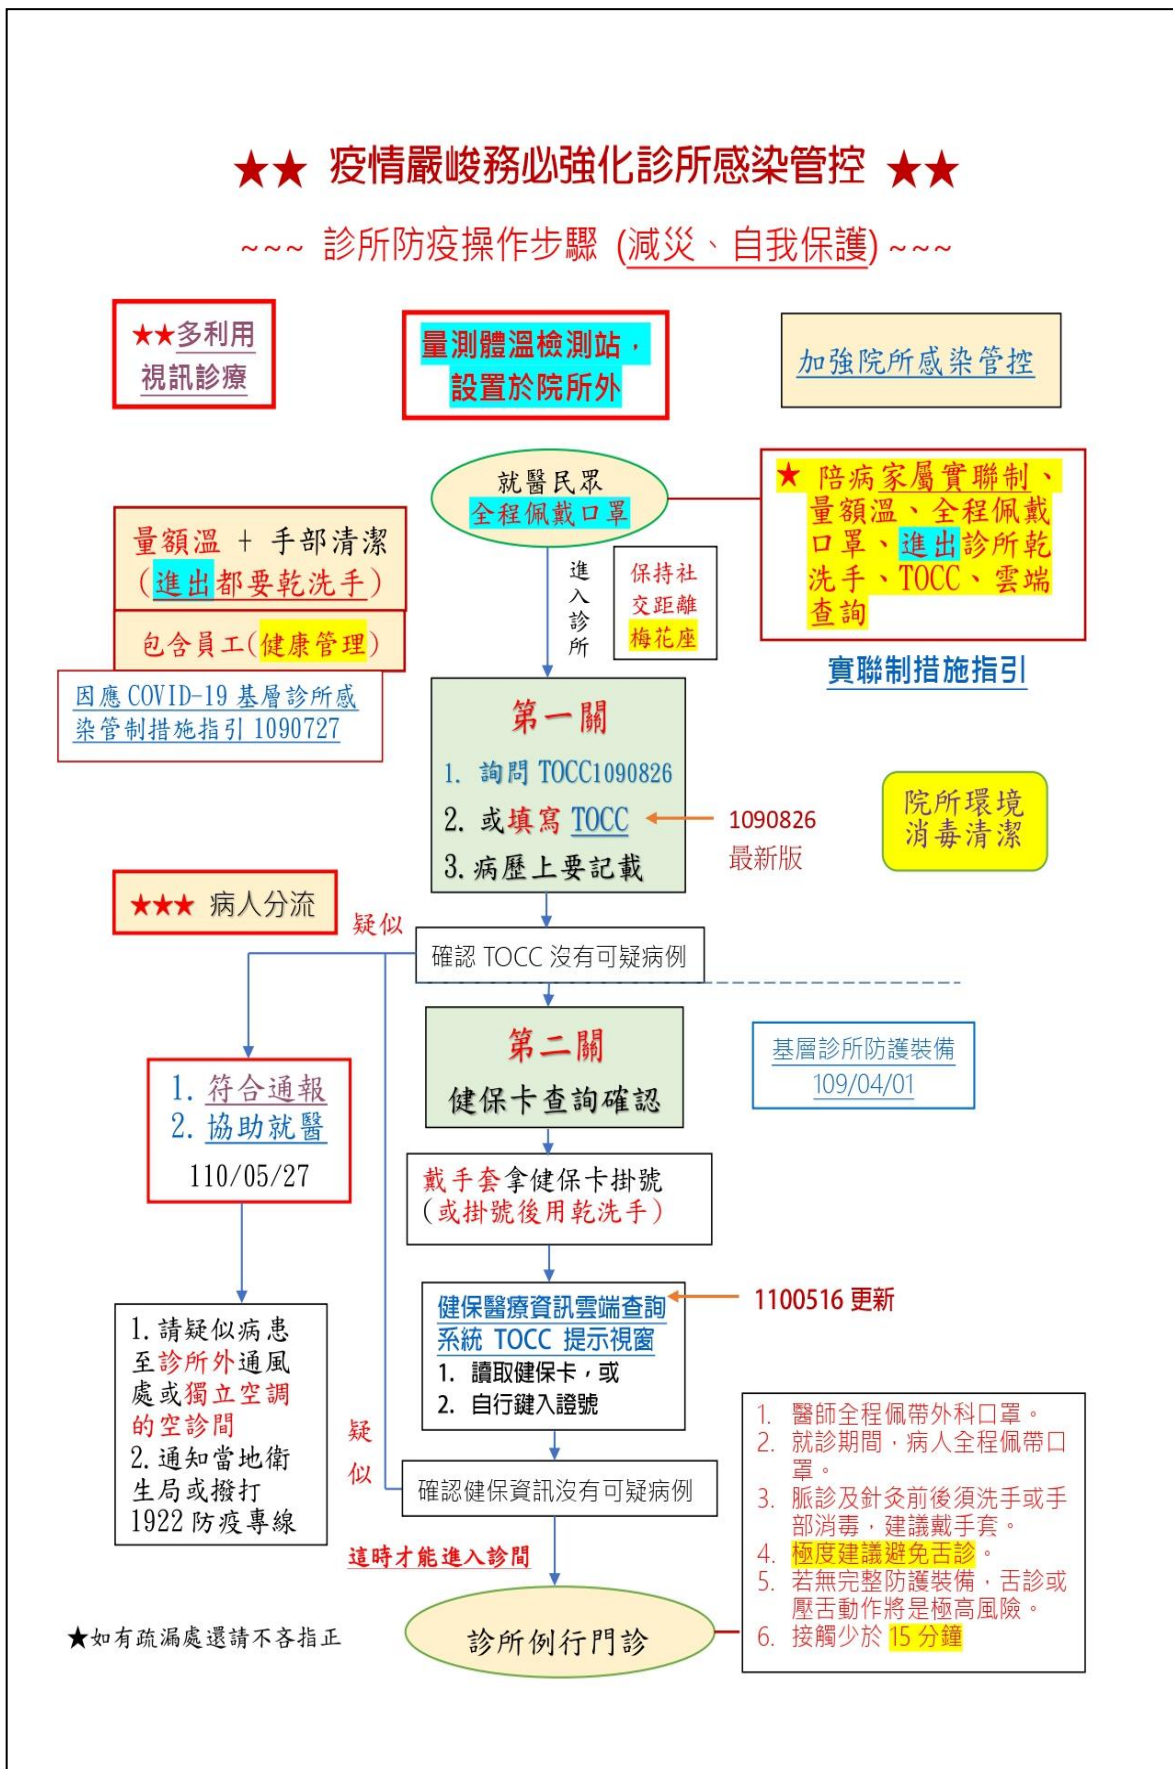 ★★ 疫情嚴峻務必強化診所感染管控 ★★
~~~ 診所防疫操作步驟 (減災、自我保護) ~~~
★★多利用
視訊診療
量測體溫檢測站，
設置於院所外
加強院所感染管控
就醫民眾
全程佩戴口罩
★ 陪病家屬實聯制、
量額溫、全程佩戴
口罩、進出診所乾
洗手、TOCC、雲端
查詢
量額溫 + 手部清潔
(進出都要乾洗手)
包含員工(健康管理)
因應 COVID-19 基層診所感
染管制措施指引 1090727
進入診所
保持社
交距離
梅花座
實聯制措施指引
第一關
1. 詢問 TOCC1090826
2. 或填寫 TOCC
3. 病歷上要記載
1090826
最新版
院所環境
消毒清潔
★★★ 病人分流
疑似
確認 TOCC 沒有可疑病例
第二關
健保卡查詢確認
基層診所防護裝備
109/04/01
1. 符合通報
2. 協助就醫
110/05/27
戴手套拿健保卡掛號
(或掛號後用乾洗手)
健保醫療資訊雲端查詢
系統 TOCC 提示視窗
1. 讀取健保卡，或
2. 自行鍵入證號
1100516 更新
1. 請疑似病患
至診所外通風
處或獨立空調
的空診間
2. 通知當地衛
生局或撥打
1922 防疫專線
疑
似
確認健保資訊沒有可疑病例
這時才能進入診間
診所例行門診
1. 醫師全程佩帶外科口罩。
2. 就診期間，病人全程佩帶口
罩。
3. 脈診及針灸前後須洗手或手
部消毒，建議戴手套。
4. 極度建議避免舌診。
5. 若無完整防護裝備，舌診或
壓舌動作將是極高風險。
6. 接觸少於 15 分鐘
★如有疏漏處還請不吝指正